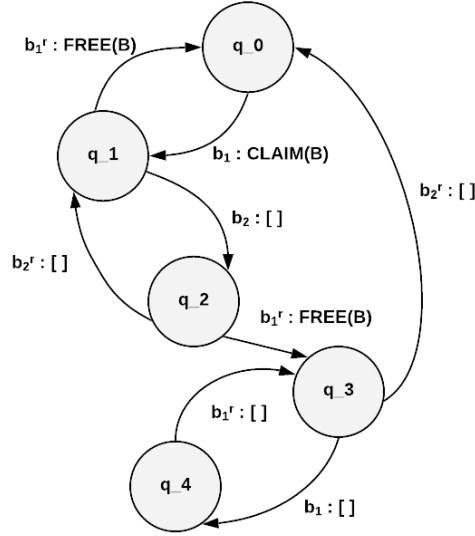 q_0
b₁ʳ : FREE(B)
q_1
b₁ : CLAIM(B)
b₂ʳ : [ ]
b₂ : [ ]
b₂ʳ : [ ]
q_2
b₁ʳ : FREE(B)
q_3
b₁ʳ : [ ]
q_4
b₁ : [ ]